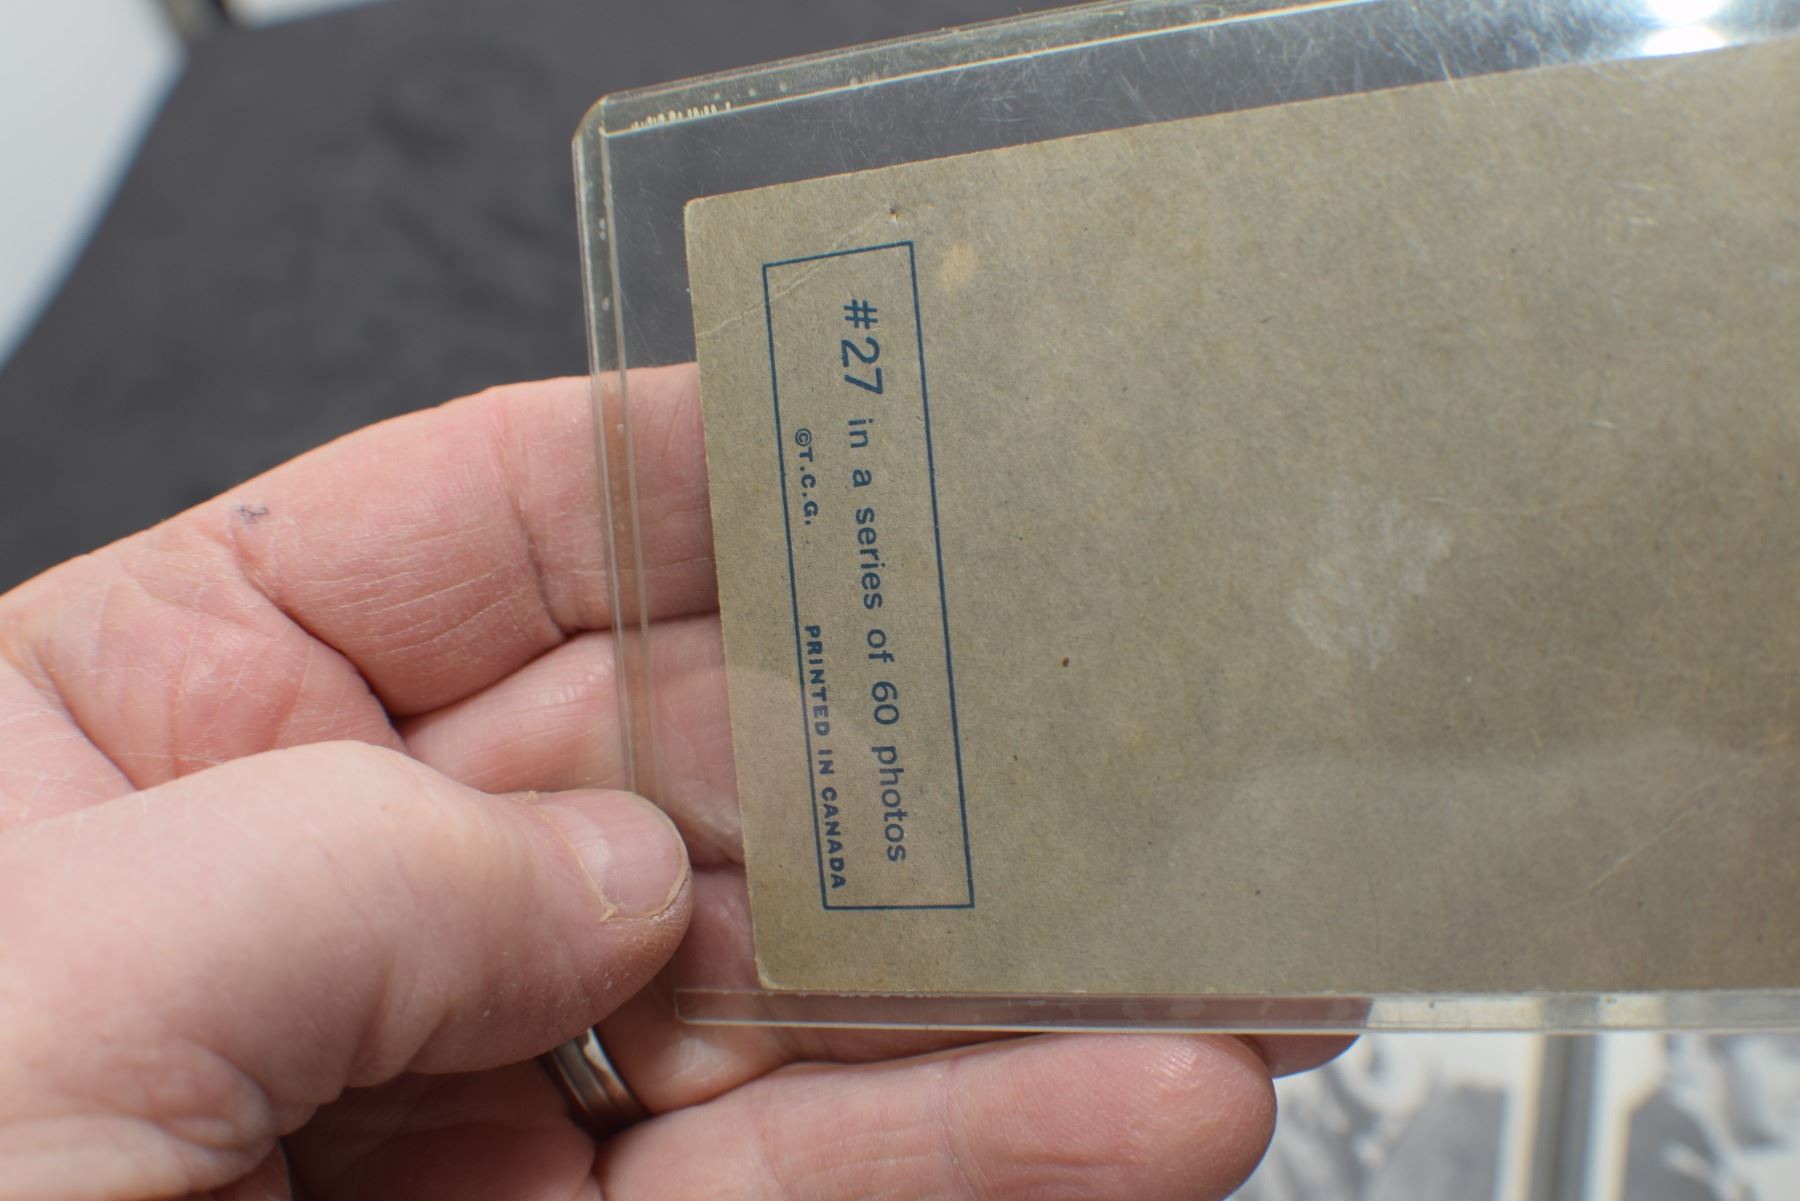 #27 in a series of 60 photos
©T.C.G. PRINTED IN CANADA